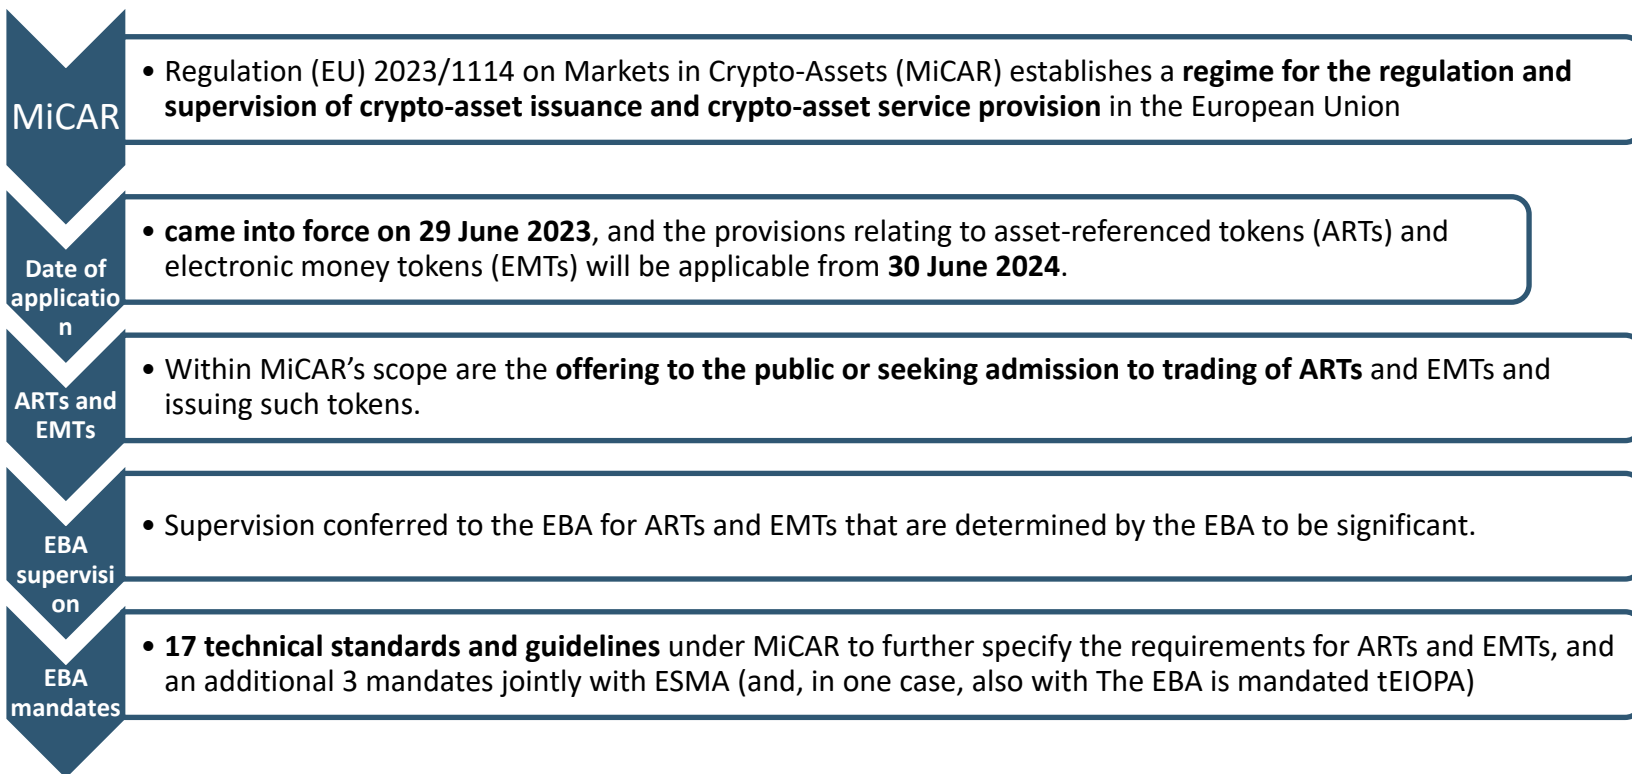 MiCAR
• Regulation (EU) 2023/1114 on Markets in Crypto-Assets (MiCAR) establishes a regime for the regulation and
supervision of crypto-asset issuance and crypto-asset service provision in the European Union
Date of
applicatio
n
• came into force on 29 June 2023, and the provisions relating to asset-referenced tokens (ARTs) and
electronic money tokens (EMTs) will be applicable from 30 June 2024.
ARTs and
EMTs
• Within MiCAR’s scope are the offering to the public or seeking admission to trading of ARTs and EMTs and
issuing such tokens.
EBA
supervisi
on
• Supervision conferred to the EBA for ARTs and EMTs that are determined by the EBA to be significant.
EBA
mandates
• 17 technical standards and guidelines under MiCAR to further specify the requirements for ARTs and EMTs, and
an additional 3 mandates jointly with ESMA (and, in one case, also with The EBA is mandated tEIOPA)